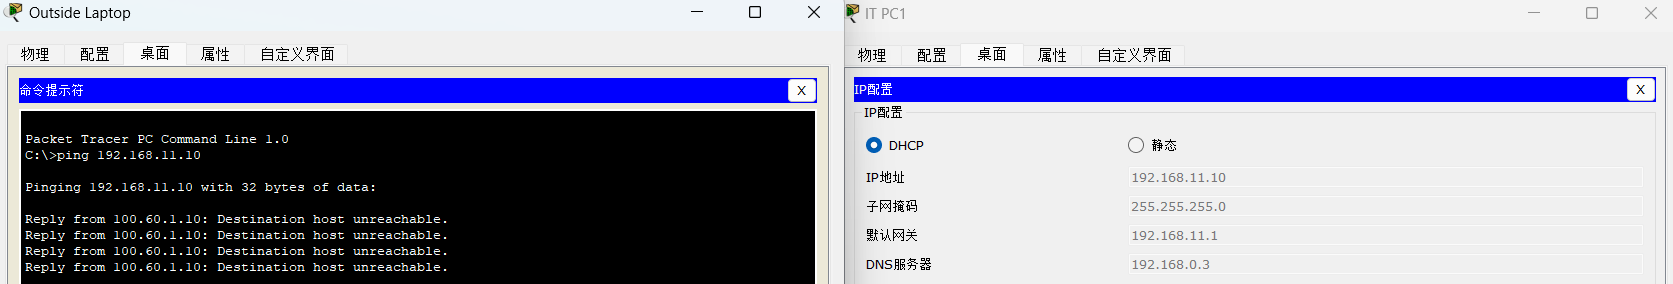 Outside Laptop
物理 配置 桌面 属性 自定义界面
命令提示符 X
Packet Tracer PC Command Line 1.0
C:\>ping 192.168.11.10
Pinging 192.168.11.10 with 32 bytes of data:
Reply from 100.60.1.10: Destination host unreachable.
Reply from 100.60.1.10: Destination host unreachable.
Reply from 100.60.1.10: Destination host unreachable.
Reply from 100.60.1.10: Destination host unreachable.
IT PC1
物理 配置 桌面 属性 自定义界面
IP配置 X
IP配置
DHCP 静态
IP地址 192.168.11.10
子网掩码 255.255.255.0
默认网关 192.168.11.1
DNS服务器 192.168.0.3